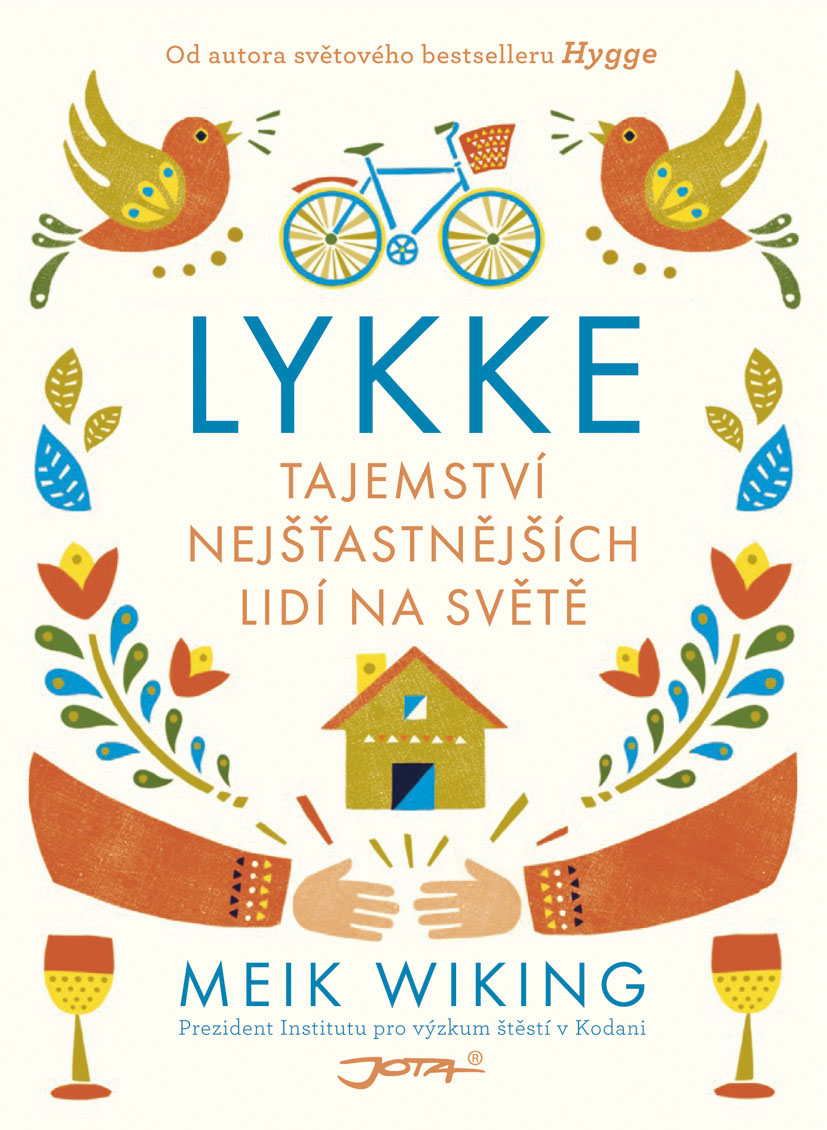 Od autora světového bestselleru Hygge
LYKKE
TAJEMSTVÍ
NEJŠŤASTNĚJŠÍCH
LIDÍ NA SVĚTĚ
MEIK WIKING
Prezident Institutu pro výzkum štěstí v Kodani
JOTA®